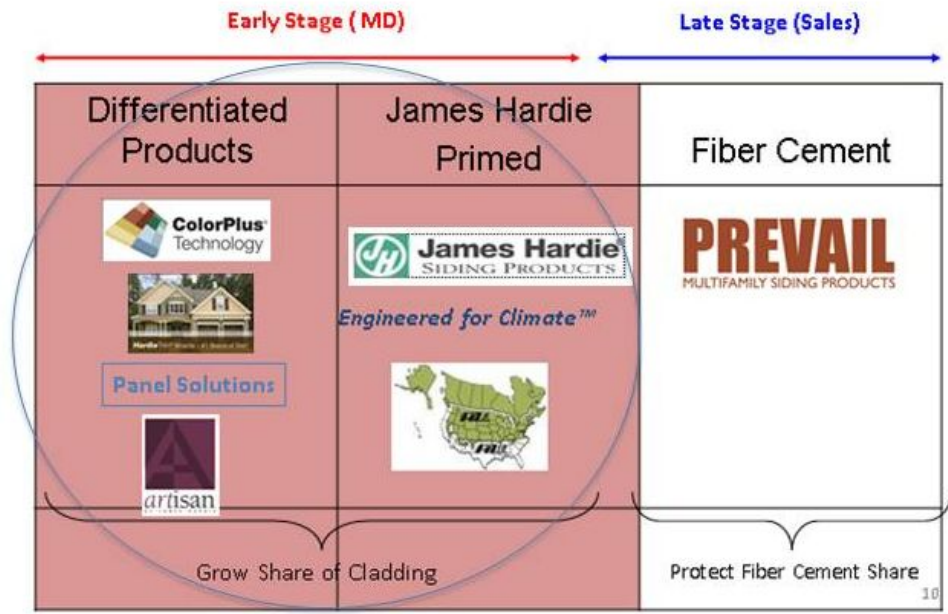 Early Stage ( MD)
Late Stage (Sales)
Differentiated
Products
James Hardie
Primed
Fiber Cement
ColorPlus®
Technology
James Hardie®
SIDING PRODUCTS
PREVAIL
MULTIFAMILY SIDING PRODUCTS
Engineered for Climate™
Panel Solutions
artisan
Grow Share of Cladding
Protect Fiber Cement Share
10